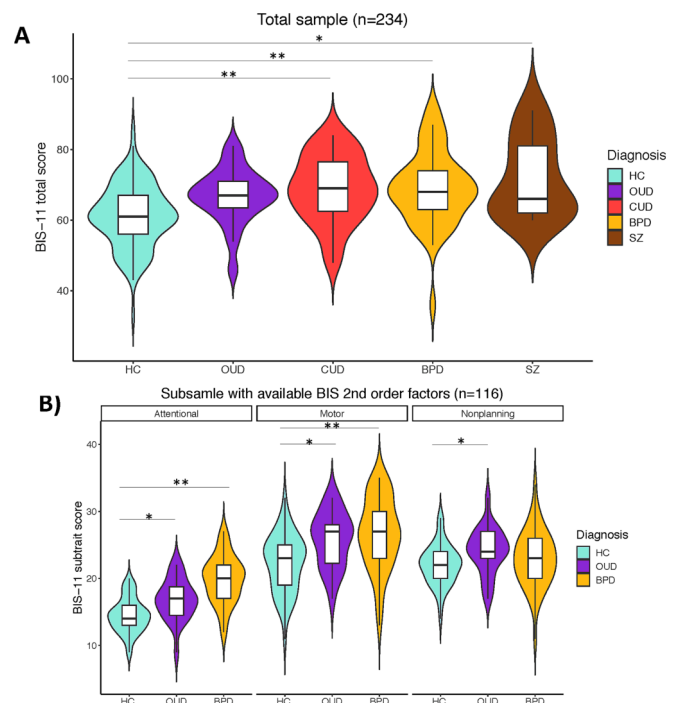 A
Total sample (n=234)
*
**
**
BIS−11 total score
100
80
60
40
HC OUD CUD BPD SZ
Diagnosis
HC
OUD
CUD
BPD
SZ
B)
Subsamle with available BIS 2nd order factors (n=116)
Attentional Motor Nonplanning
**
*
**
*
*
BIS−11 subtrait score
40
30
20
10
HC OUD BPD HC OUD BPD HC OUD BPD
Diagnosis
HC
OUD
BPD